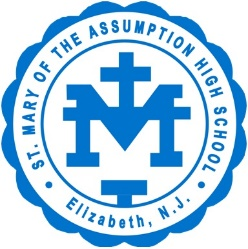 ST. MARY OF THE ASSUMPTION HIGH SCHOOL
M
Elizabeth, N.J.